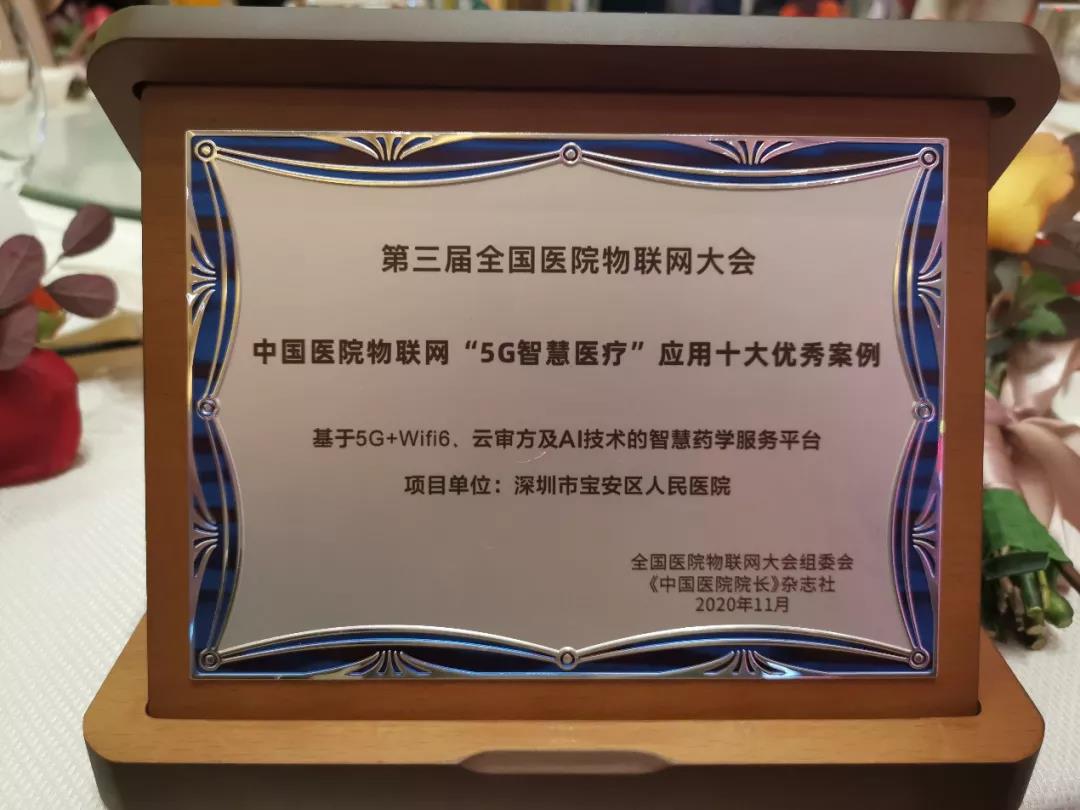 第三届全国医院物联网大会
中国医院物联网“5G智慧医疗”应用十大优秀案例
基于5G+Wifi6、云审方及AI技术的智慧药学服务平台
项目单位：深圳市宝安区人民医院
全国医院物联网大会组委会
《中国医院院长》杂志社
2020年11月